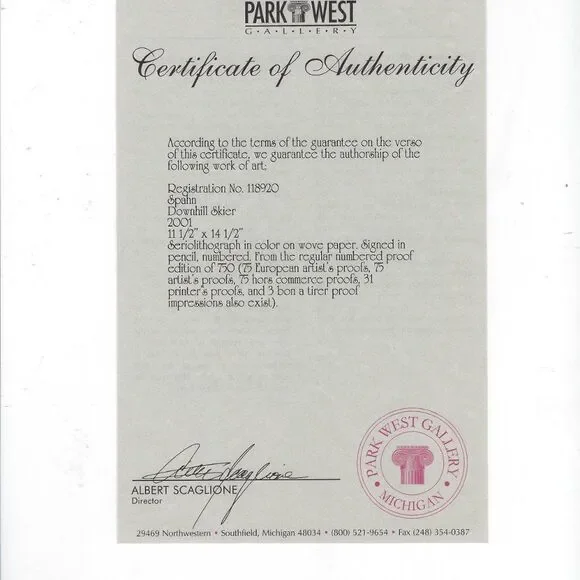 PARK WEST
G·A·L·L·E·R·Y
Certificate of Authenticity
According to the terms of the guarantee on the verso
of this certificate, we guarantee the authorship of the
following work of art:
Registration No. 118920
Spahn
Downhill Skier
2001
11 1/2" x 14 1/2"
Seriolithograph in color on wove paper. Signed in
pencil, numbered. From the regular numbered proof
edition of 750 (75 European artist's proofs, 75
artist's proofs, 75 hors commerce proofs, 31
printer's proofs, and 3 bon a tirer proof
impressions also exist).
ALBERT SCAGLIONE
Director
PARK WEST GALLERY
• MICHIGAN •
29469 Northwestern • Southfield, Michigan 48034 • (800) 521-9654 • Fax (248) 354-0387